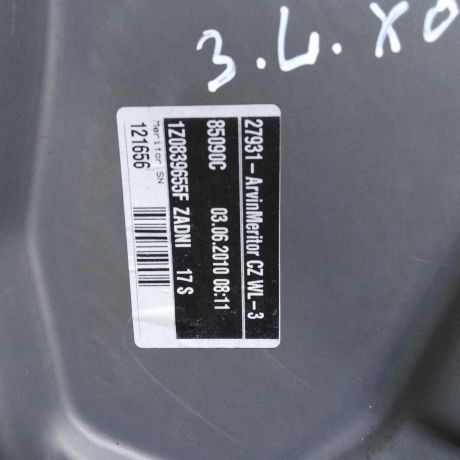 3.4.XO
27931 - ArvinMeritor CZ WL - 3
85090C 03.06.2010 08:11
1Z0839655F ZADNI 17 S
Meritor SN
121656